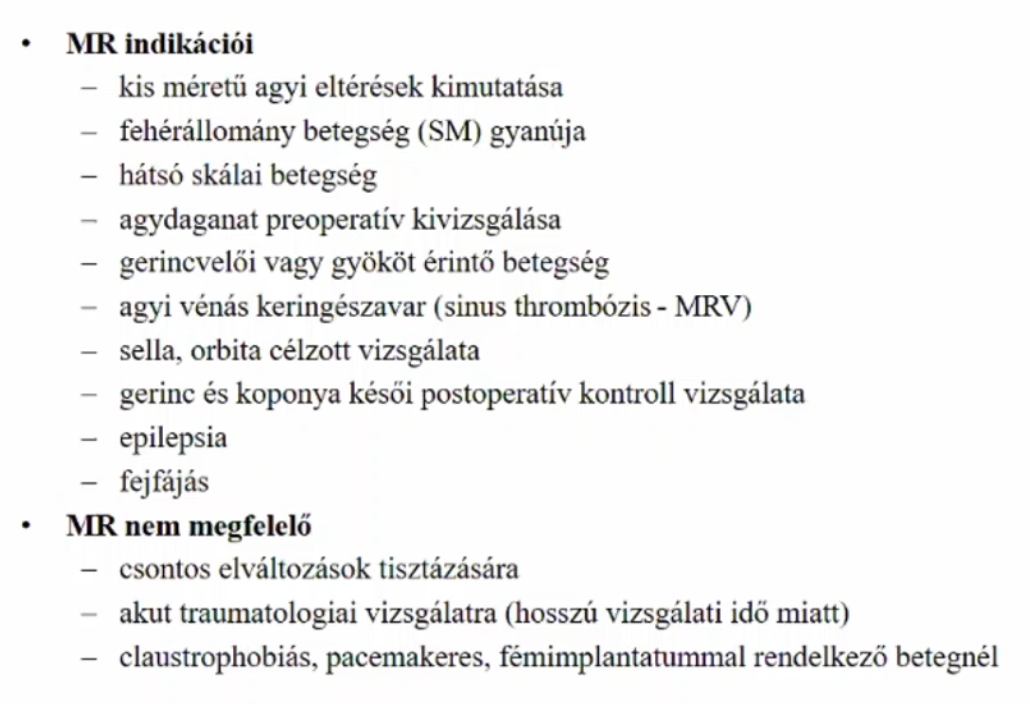 • MR indikációi
– kis méretű agyi eltérések kimutatása
– fehérállomány betegség (SM) gyanúja
– hátsó skálai betegség
– agydaganat preoperatív kivizsgálása
– gerincvelői vagy gyököt érintő betegség
– agyi vénás keringészavar (sinus thrombózis - MRV)
– sella, orbita célzott vizsgálata
– gerinc és koponya késői postoperatív kontroll vizsgálata
– epilepsia
– fejfájás
• MR nem megfelelő
– csontos elváltozások tisztázására
– akut traumatologiai vizsgálatra (hosszú vizsgálati idő miatt)
– claustrophobiás, pacemakeres, fémimplantatummal rendelkező betegnél